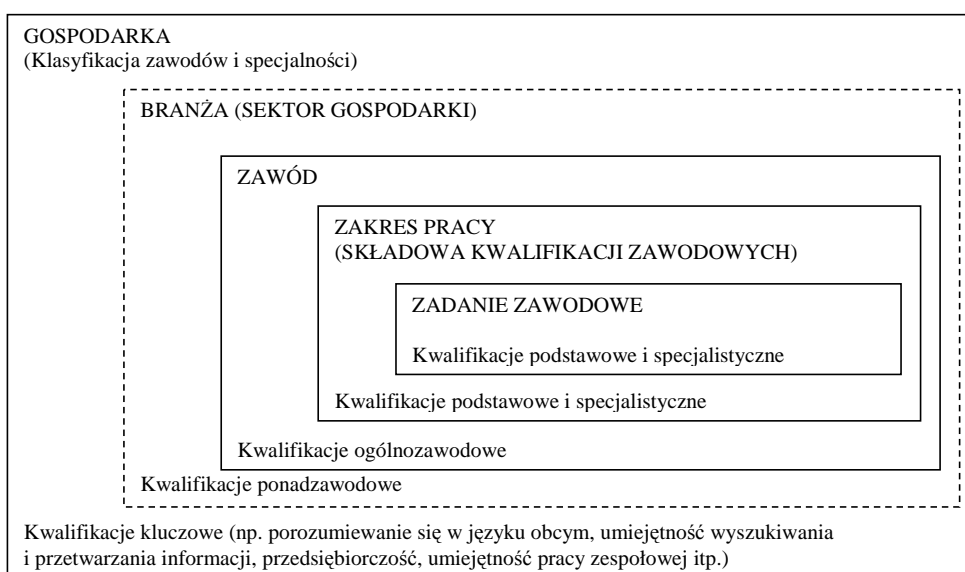 GOSPODARKA
(Klasyfikacja zawodów i specjalności)
BRANŻA (SEKTOR GOSPODARKI)
ZAWÓD
ZAKRES PRACY
(SKŁADOWA KWALIFIKACJI ZAWODOWYCH)
ZADANIE ZAWODOWE
Kwalifikacje podstawowe i specjalistyczne
Kwalifikacje podstawowe i specjalistyczne
Kwalifikacje ogólnozawodowe
Kwalifikacje ponadzawodowe
Kwalifikacje kluczowe (np. porozumiewanie się w języku obcym, umiejętność wyszukiwania
i przetwarzania informacji, przedsiębiorczość, umiejętność pracy zespołowej itp.)